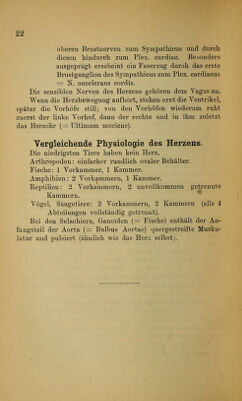 22
oberen Brustnerven zum Sympathicus und durch
diesen hindurch zum Plex. cardiac. Besonders
ausgeprägt erscheint ein Faserzug durch das erste
Brustganglion des Sympathicus zum Plex. cardiacus
= N. accelerans cordis.
Die sensiblen Nerven des Herzens gehören dem Vagus an.
Wenn die Herzbewegung aufhört, stehen erst die Ventrikel,
später die Vorhöfe still; von den Vorhöfen wiederum ruht
zuerst der linke Vorhof, dann der rechte und in ihm zuletzt
das Herzohr (= Ultimum moriens).
Vergleichende Physiologie des Herzens.
Die niedrigsten Tiere haben kein Herz.
Arthropoden: einfacher rundlich ovaler Behälter.
Fische: 1 Vorkammer, 1 Kammer.
Amphibien: 2 Vorkammern, 1 Kammer.
Reptilien: 2 Vorkammern, 2 unvollkommen getrennte
Kammern.
Vögel, Säugetiere: 2 Vorkammern, 2 Kammern (alle 4
Abteilungen vollständig getrennt).
Bei den Selachiern, Ganoiden (= Fische) enthält der An-
fangsteil der Aorta (= Bulbus Aortae) quergestreifte Musku-
latur und pulsiert (ähnlich wie das Herz selbst).